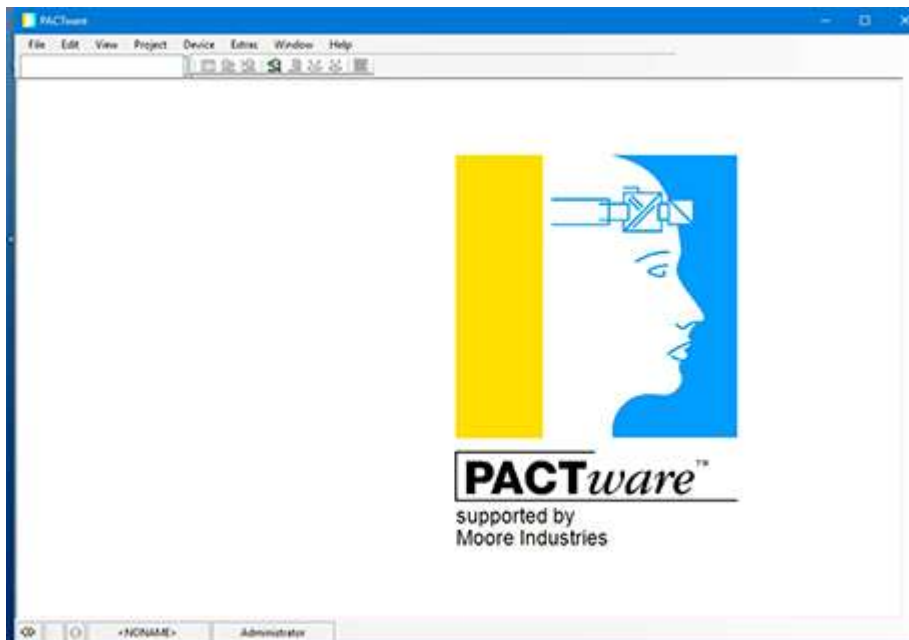 PACTware
File Edit View Project Device Extras Window Help
PACTware™
supported by
Moore Industries
<NONAME> Administrator